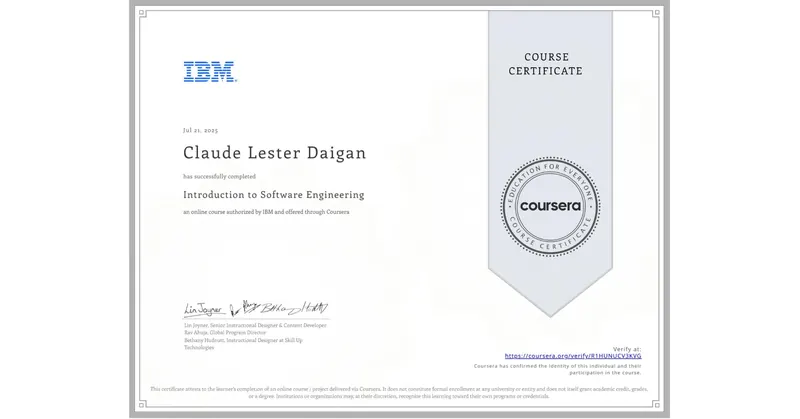 COURSE
CERTIFICATE
IBM
Jul 21, 2025
Claude Lester Daigan
has successfully completed
Introduction to Software Engineering
an online course authorized by IBM and offered through Coursera
EDUCATION FOR EVERYONE
coursera
COURSE CERTIFICATE
Lin Joyner
Lin Joyner, Senior Instructional Designer & Content Developer
Rav Ahuja, Global Program Director
Bethany Hudnutt, Instructional Designer at Skill Up
Technologies
Verify at:
https://coursera.org/verify/R1HUNUCV3KVG
Coursera has confirmed the identity of this individual and their
participation in the course.
This certificate attests to the learner's completion of an online course / project delivered via Coursera. It does not constitute formal enrollment at any university or entity and does not itself grant academic credit, grades,
or a degree. Institutions or organizations may, at their discretion, recognize this learning toward their own programs or credentials.